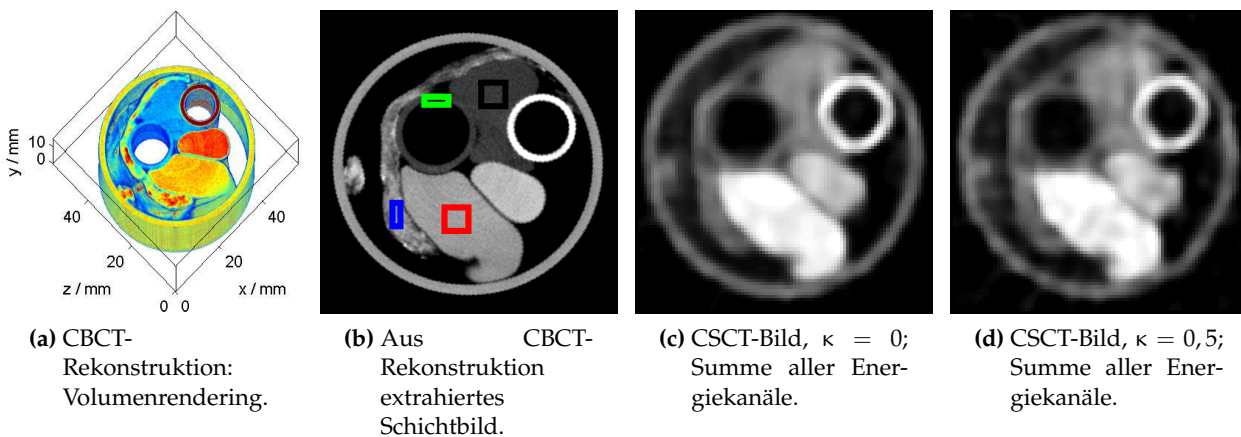 y / mm
10
0
40
20
z / mm
0
0
x / mm
20
40
(a) CBCT-
Rekonstruktion:
Volumenrendering.
(b) Aus CBCT-
Rekonstruktion
extrahiertes
Schichtbild.
(c) CSCT-Bild, κ = 0;
Summe aller Ener-
giekanäle.
(d) CSCT-Bild, κ = 0, 5;
Summe aller Ener-
giekanäle.